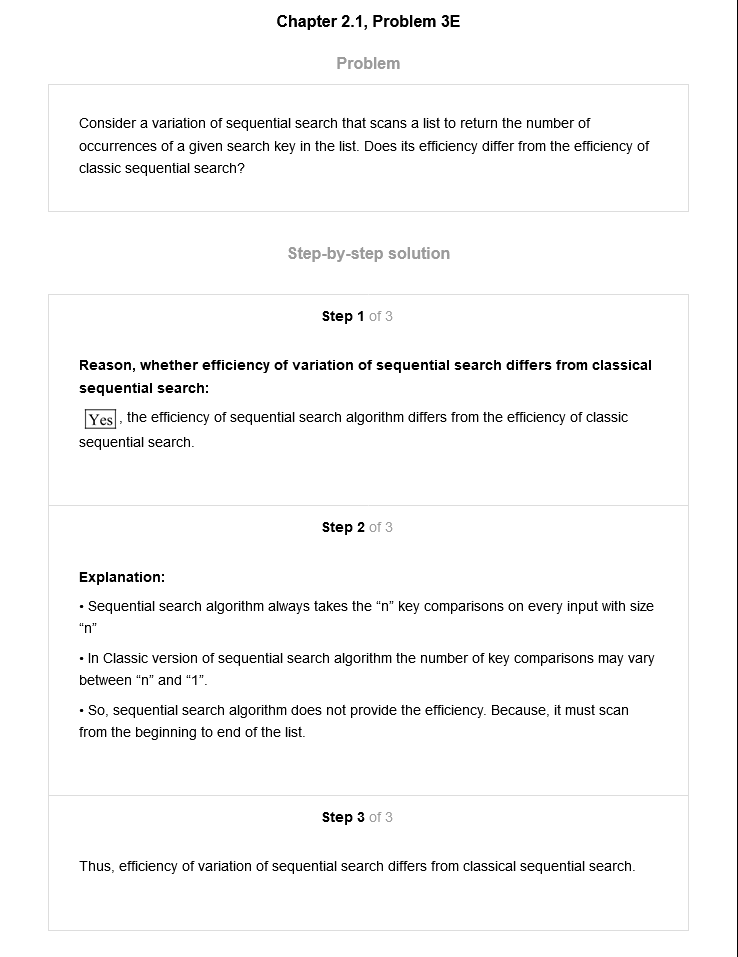 Chapter 2.1, Problem 3E
Problem
Consider a variation of sequential search that scans a list to return the number of
occurrences of a given search key in the list. Does its efficiency differ from the efficiency of
classic sequential search?
Step-by-step solution
Step 1 of 3
Reason, whether efficiency of variation of sequential search differs from classical
sequential search:
Yes, the efficiency of sequential search algorithm differs from the efficiency of classic
sequential search.
Step 2 of 3
Explanation:
• Sequential search algorithm always takes the “n” key comparisons on every input with size
“n”
• In Classic version of sequential search algorithm the number of key comparisons may vary
between “n” and “1”.
• So, sequential search algorithm does not provide the efficiency. Because, it must scan
from the beginning to end of the list.
Step 3 of 3
Thus, efficiency of variation of sequential search differs from classical sequential search.